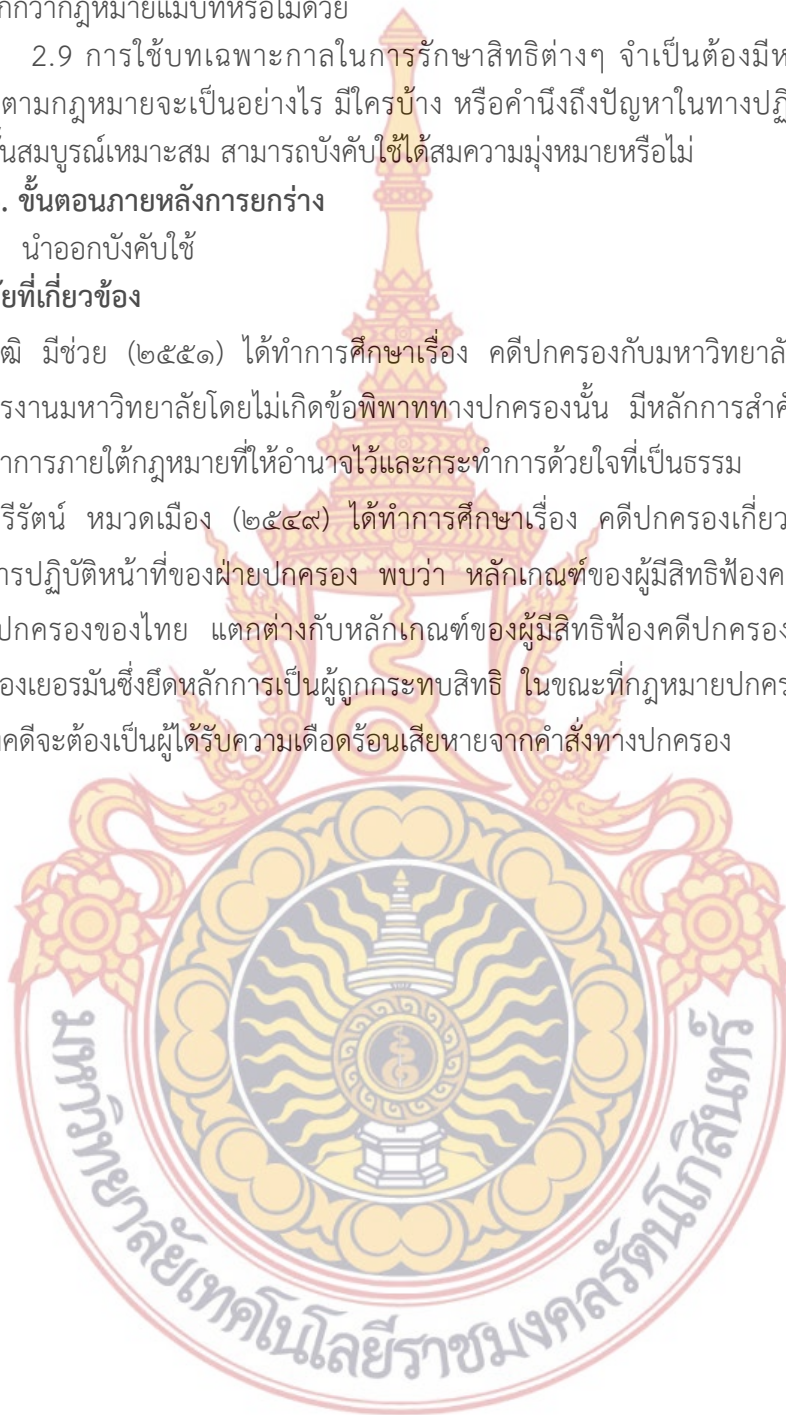 กว่ากฎหมายแม่บทหรือไม่ด้วย
2.9 การใช้บทเฉพาะกาลในการรักษาสิทธิต่างๆ จำเป็นต้องมีห
ตามกฎหมายจะเป็นอย่างไร มีใครบ้าง หรือคำนึงถึงปัญหาในทางปฏิ
นสมบูรณ์เหมาะสม สามารถบังคับใช้ได้สมความมุ่งหมายหรือไม่
. ขั้นตอนภายหลังการยกร่าง
นำออกบังคับใช้
ัยที่เกี่ยวข้อง
ฒิ มีช่วย (๒๕๕๑) ได้ทำการศึกษาเรื่อง คดีปกครองกับมหาวิทยาลั
รงานมหาวิทยาลัยโดยไม่เกิดข้อพิพาททางปกครองนั้น มีหลักการสำคั
าการภายใต้กฎหมายที่ให้อำนาจไว้และกระทำการด้วยใจที่เป็นธรรม
รีรัตน์ หมวดเมือง (๒๕๔๙) ได้ทำการศึกษาเรื่อง คดีปกครองเกี่ยว
ารปฏิบัติหน้าที่ของฝ่ายปกครอง พบว่า หลักเกณฑ์ของผู้มีสิทธิฟ้องค
ปกครองของไทย แตกต่างกับหลักเกณฑ์ของผู้มีสิทธิฟ้องคดีปกครอง
องเยอรมันซึ่งยึดหลักการเป็นผู้ถูกกระทบสิทธิ ในขณะที่กฎหมายปกคร
คดีจะต้องเป็นผู้ได้รับความเดือดร้อนเสียหายจากคำสั่งทางปกครอง
มหาวิทยาลัยเทคโนโลยีราชมงคลรัตนโกสินทร์